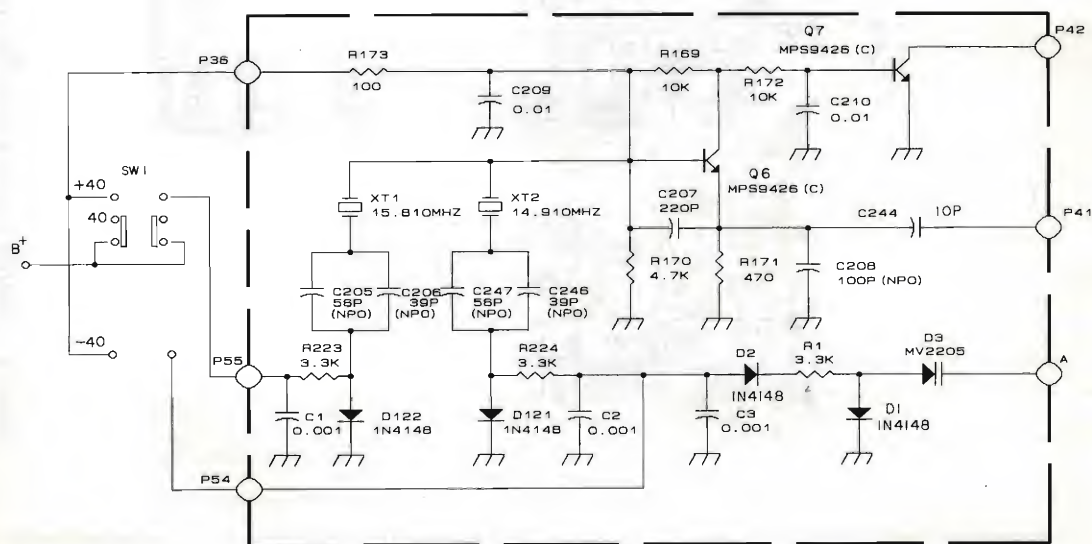 Q7
MPS9426 (C)
P42
P36
R173
100
R169
10K
R172
10K
C209
0.01
C210
0.01
SW1
+40
40
B+
-40
XT1
15.810MHZ
XT2
14.910MHZ
Q6
MPS9426 (C)
C207
220P
C244
10P
P41
R170
4.7K
R171
470
C208
100P (NPO)
C205
56P
(NPO)
C206
39P
(NPO)
C247
56P
(NPO)
C246
39P
(NPO)
P55
R223
3.3K
R224
3.3K
D2
1N4148
R1
3.3K
D3
MV2205
A
C1
0.001
D122
1N4148
D121
1N4148
C2
0.001
C3
0.001
D1
1N4148
P54